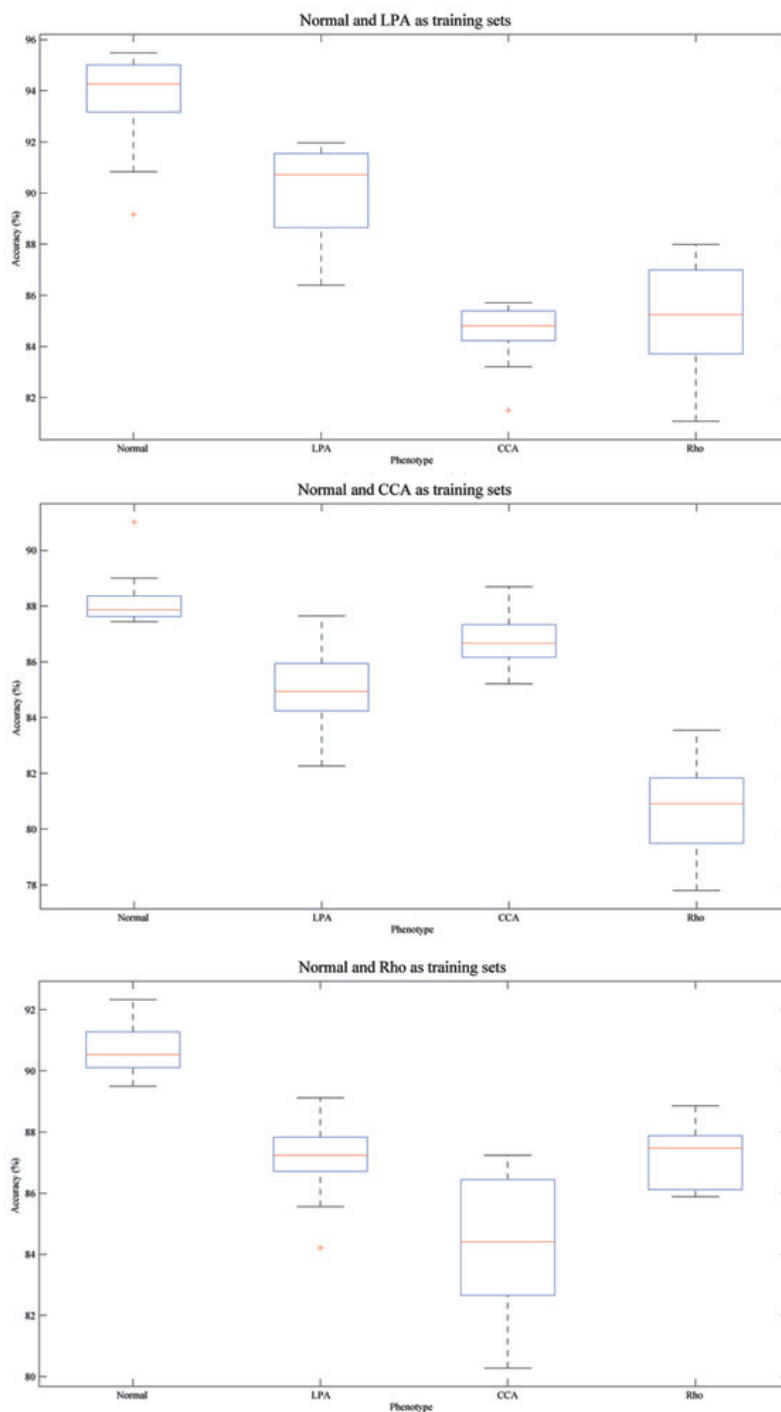 Normal and LPA as training sets
96
94
92
90
88
86
84
82
Accuracy (%)
Normal LPA CCA Rho
Phenotype
Normal and CCA as training sets
90
88
86
84
82
80
78
Accuracy (%)
Normal LPA CCA Rho
Phenotype
Normal and Rho as training sets
92
90
88
86
84
82
80
Accuracy (%)
Normal LPA CCA Rho
Phenotype